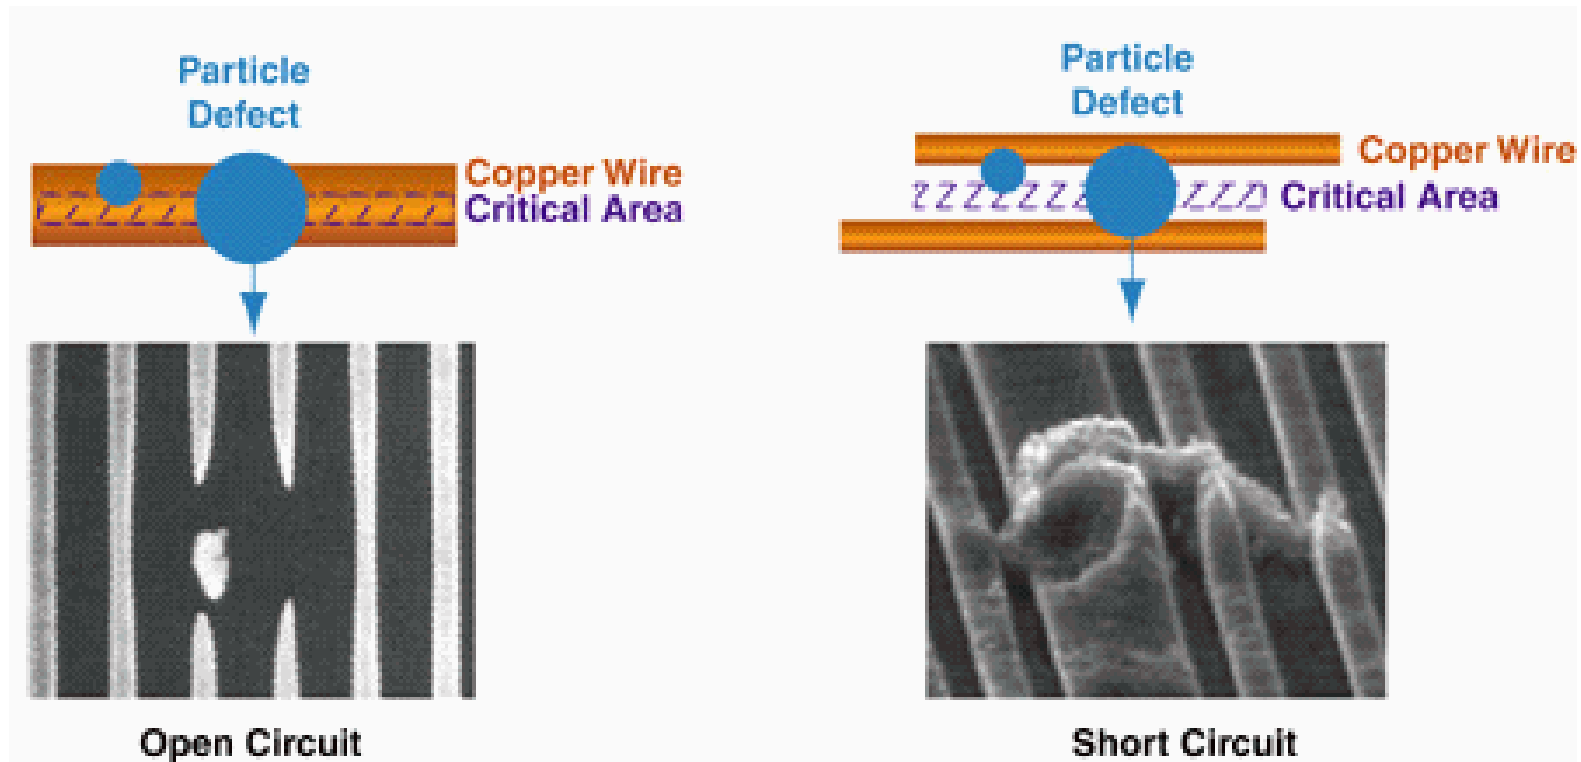 Particle
Defect
Copper Wire
Critical Area
Open Circuit
Particle
Defect
Copper Wire
Critical Area
Short Circuit